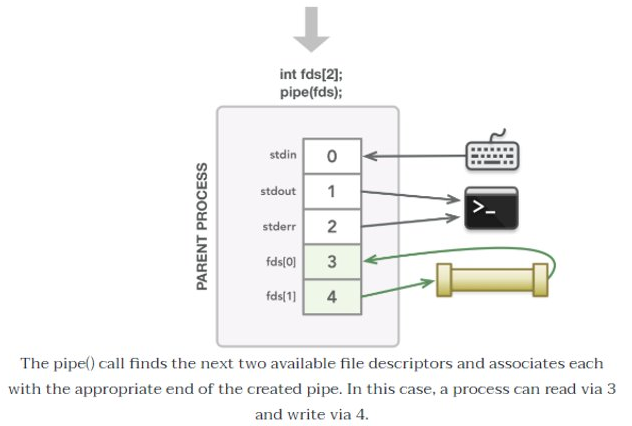 int fds[2];
pipe(fds);
PARENT PROCESS
stdin 0
stdout 1
stderr 2
fds[0] 3
fds[1] 4
>_
The pipe() call finds the next two available file descriptors and associates each
with the appropriate end of the created pipe. In this case, a process can read via 3
and write via 4.